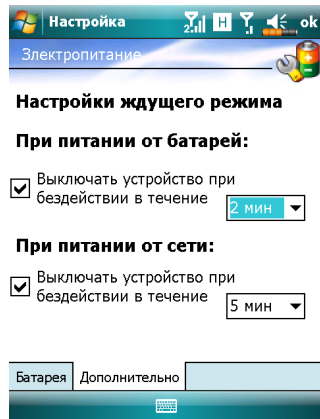 Настройка
H
ok
Злектропитание
Настройки ждущего режима
При питании от батарей:
Выключать устройство при
бездействии в течение
2 мин
При питании от сети:
Выключать устройство при
бездействии в течение
5 мин
Батарея Дополнительно